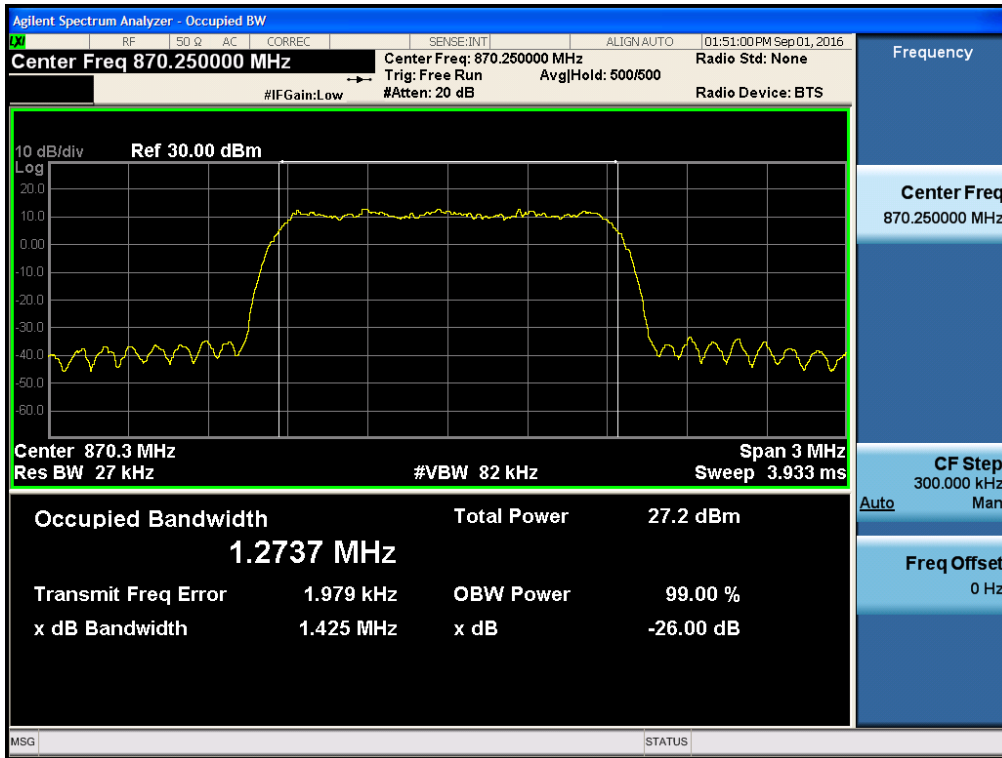 Agilent Spectrum Analyzer - Occupied BW
LXI RF 50 Ω AC CORREC SENSE:INT ALIGN AUTO 01:51:00 PM Sep 01, 2016
Center Freq 870.250000 MHz
Center Freq: 870.250000 MHz
Radio Std: None
Trig: Free Run Avg|Hold: 500/500
#IFGain:Low
#Atten: 20 dB
Radio Device: BTS
10 dB/div Ref 30.00 dBm
Log
20.0
10.0
0.00
-10.0
-20.0
-30.0
-40.0
-50.0
-60.0
Center 870.3 MHz Span 3 MHz
Res BW 27 kHz #VBW 82 kHz Sweep 3.933 ms
Occupied Bandwidth Total Power 27.2 dBm
1.2737 MHz
Transmit Freq Error 1.979 kHz OBW Power 99.00 %
x dB Bandwidth 1.425 MHz x dB -26.00 dB
MSG STATUS
Frequency
Center Freq
870.250000 MHz
CF Step
300.000 kHz
Auto Man
Freq Offset
0 Hz